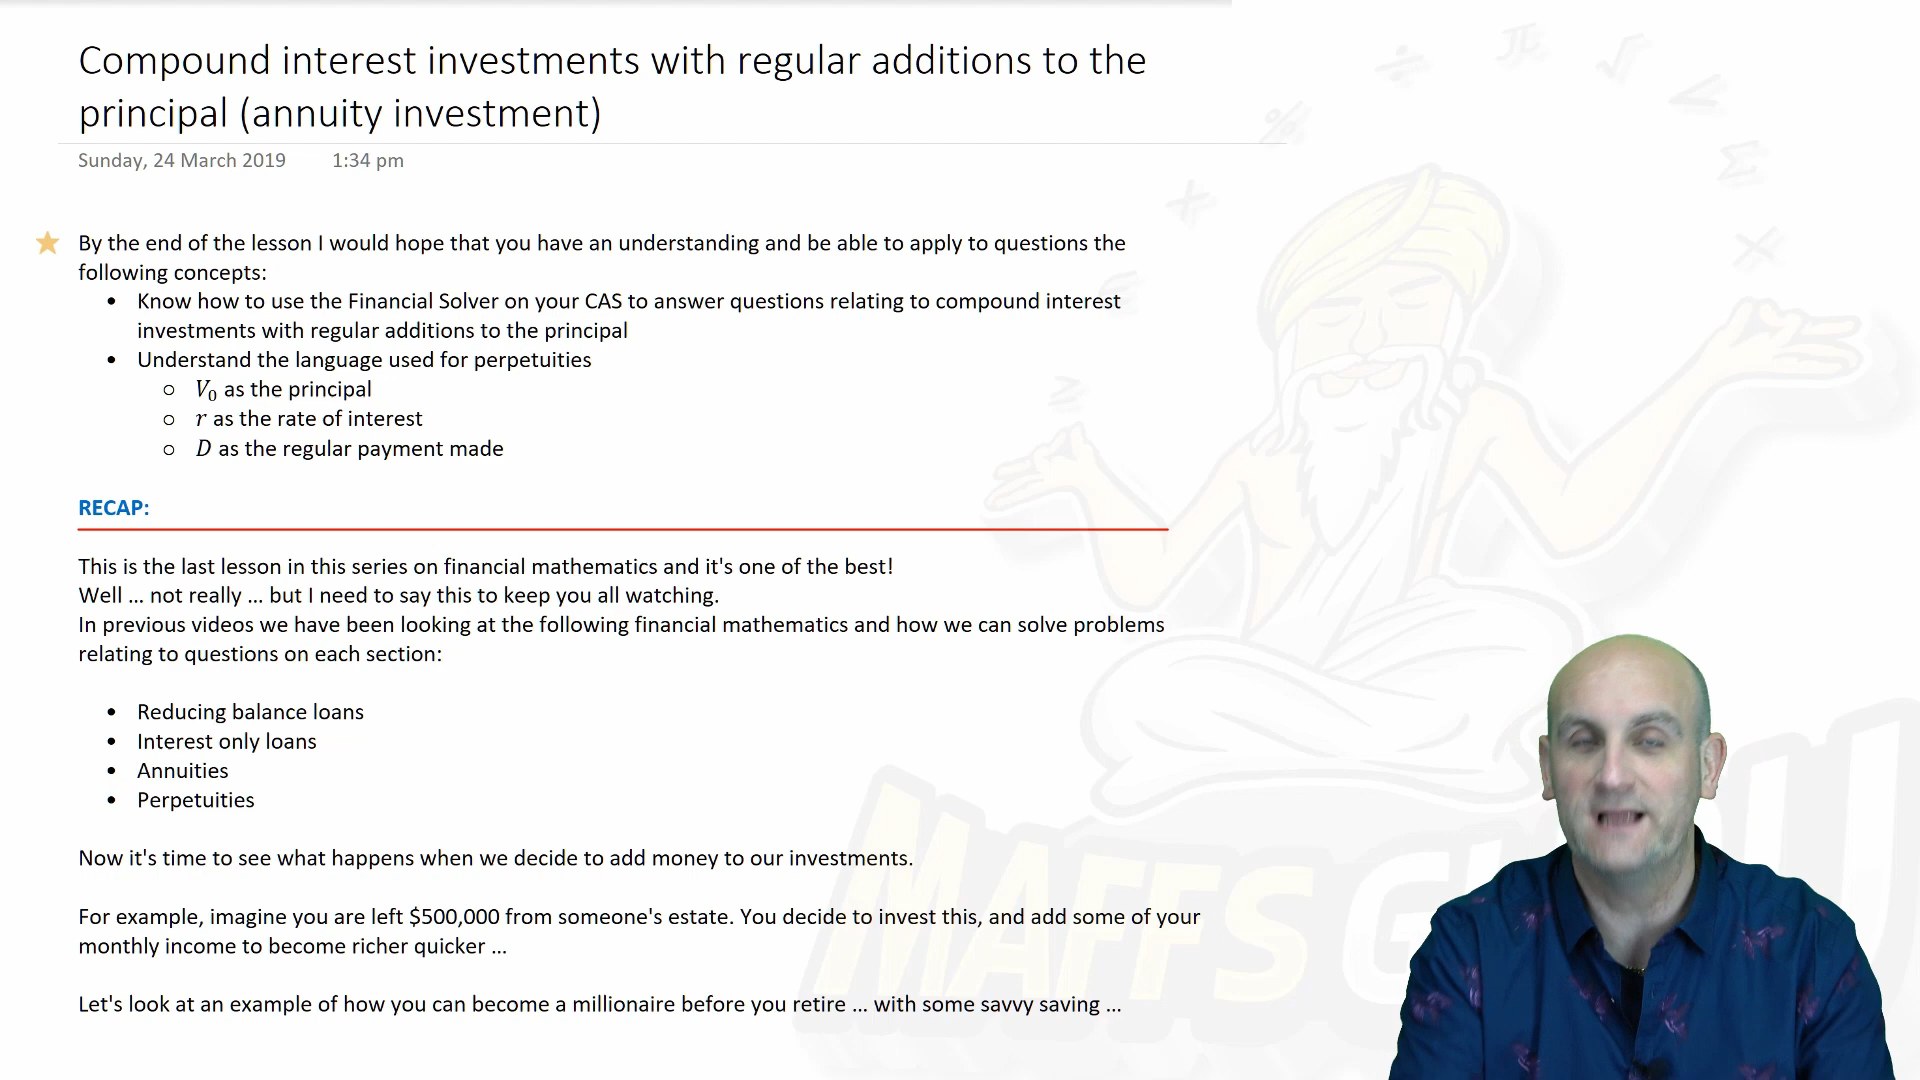 Compound interest investments with regular additions to the
principal (annuity investment)
Sunday, 24 March 2019 1:34 pm
By the end of the lesson I would hope that you have an understanding and be able to apply to questions the
following concepts:
• Know how to use the Financial Solver on your CAS to answer questions relating to compound interest
investments with regular additions to the principal
• Understand the language used for perpetuities
○ V₀ as the principal
○ r as the rate of interest
○ D as the regular payment made
RECAP:
This is the last lesson in this series on financial mathematics and it's one of the best!
Well ... not really ... but I need to say this to keep you all watching.
In previous videos we have been looking at the following financial mathematics and how we can solve problems
relating to questions on each section:
• Reducing balance loans
• Interest only loans
• Annuities
• Perpetuities
Now it's time to see what happens when we decide to add money to our investments.
For example, imagine you are left $500,000 from someone's estate. You decide to invest this, and add some of your
monthly income to become richer quicker ...
Let's look at an example of how you can become a millionaire before you retire ... with some savvy saving ...
MAFFS